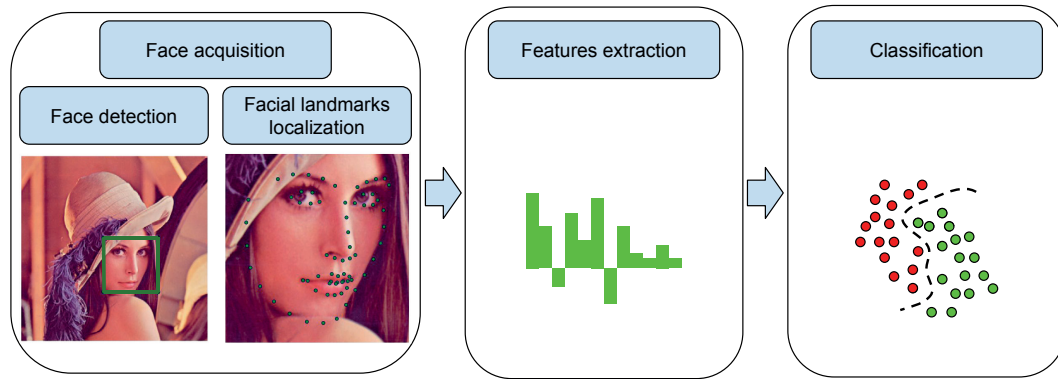 Face acquisition
Face detection
Facial landmarks
localization
Features extraction
Classification